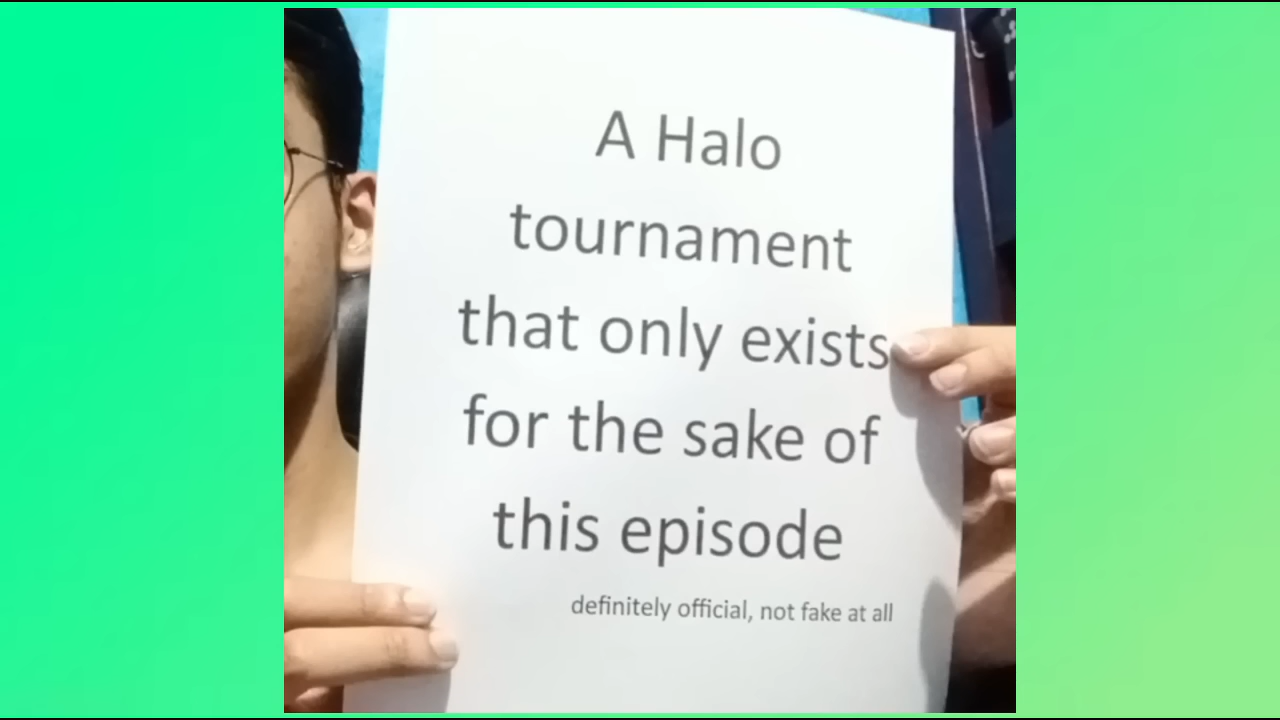 A Halo
tournament
that only exists
for the sake of
this episode
definitely official, not fake at all